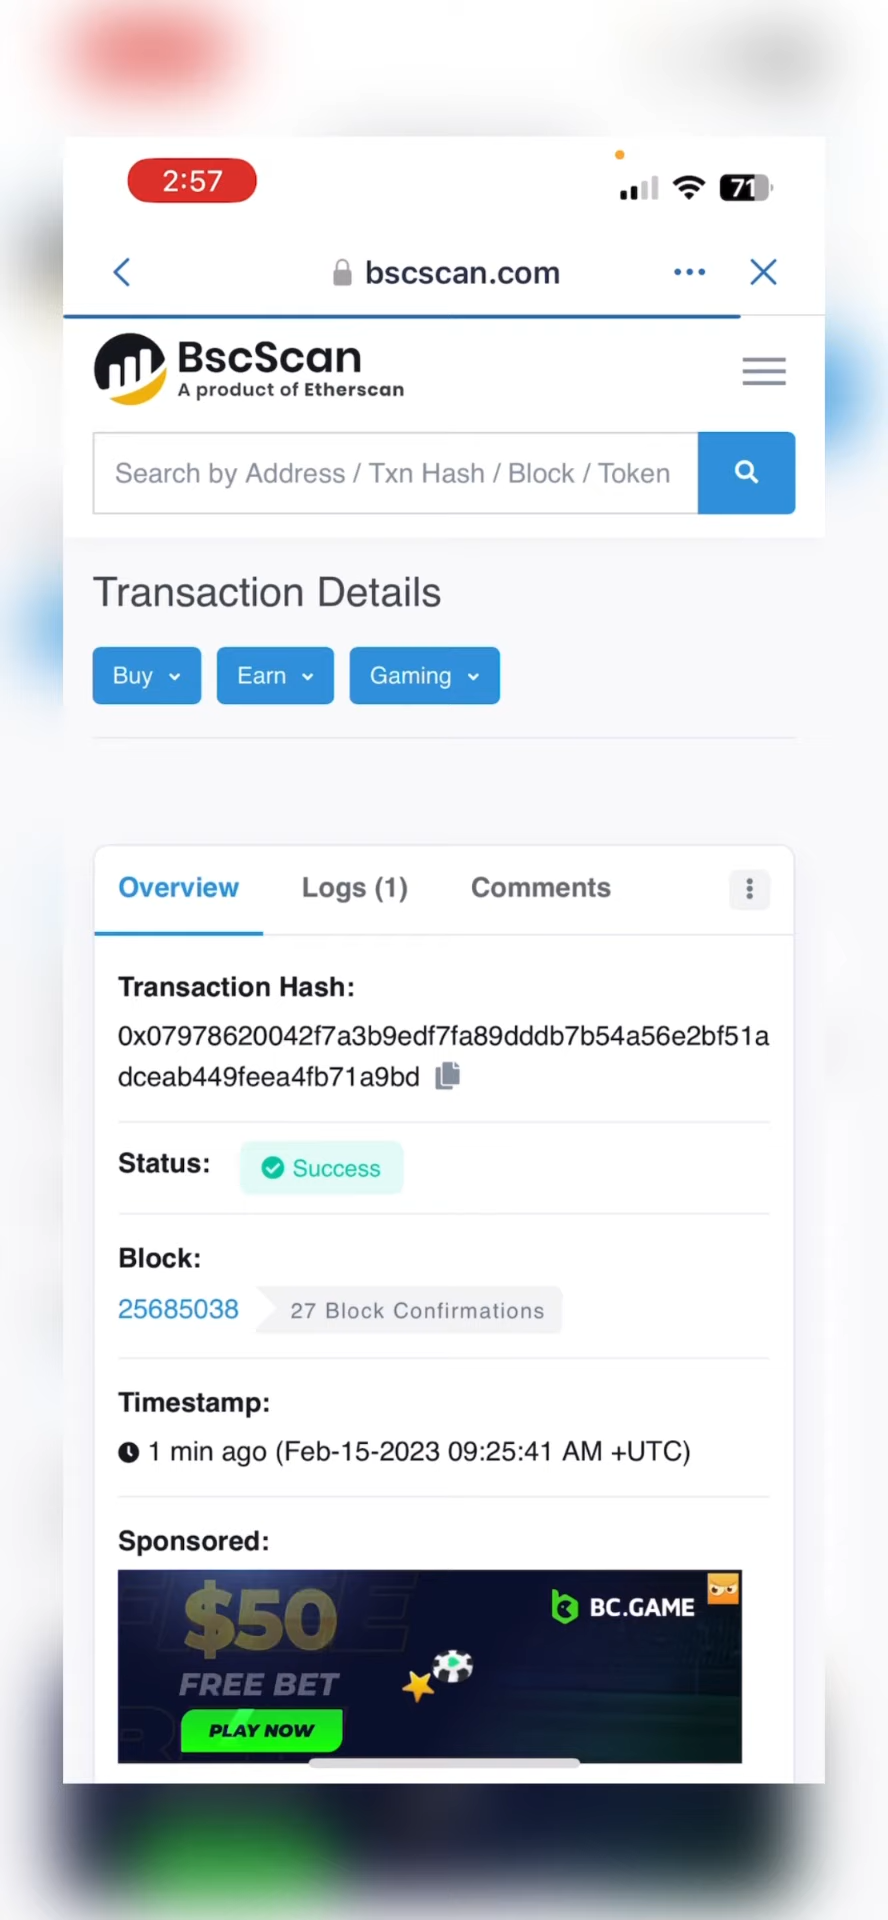 2:57
71
bscscan.com
BscScan
A product of Etherscan
Search by Address / Txn Hash / Block / Token
Transaction Details
Buy
Earn
Gaming
Overview
Logs (1)
Comments
Transaction Hash:
0x07978620042f7a3b9edf7fa89dddb7b54a56e2bf51a
dceab449feea4fb71a9bd
Status:
Success
Block:
25685038
27 Block Confirmations
Timestamp:
1 min ago (Feb-15-2023 09:25:41 AM +UTC)
Sponsored:
$50
BC.GAME
FREE BET
PLAY NOW